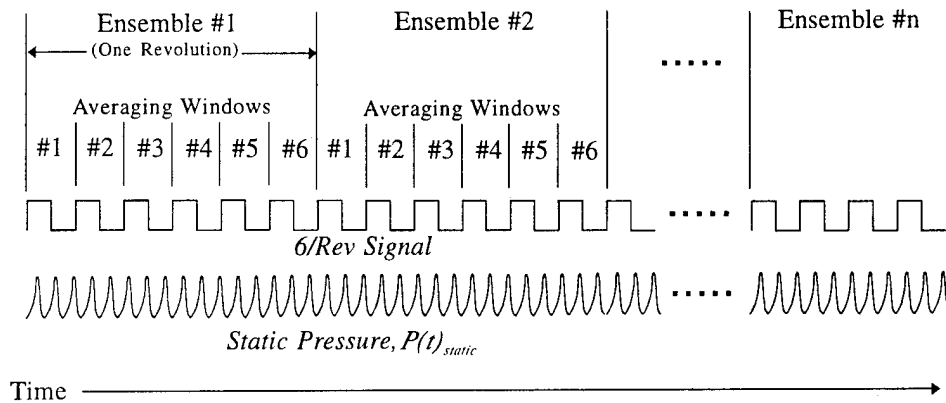 Ensemble #1
Ensemble #2
Ensemble #n
(One Revolution)
Averaging Windows
Averaging Windows
#1 #2 #3 #4 #5 #6 #1 #2 #3 #4 #5 #6
6/Rev Signal
Static Pressure, P(t)static
Time